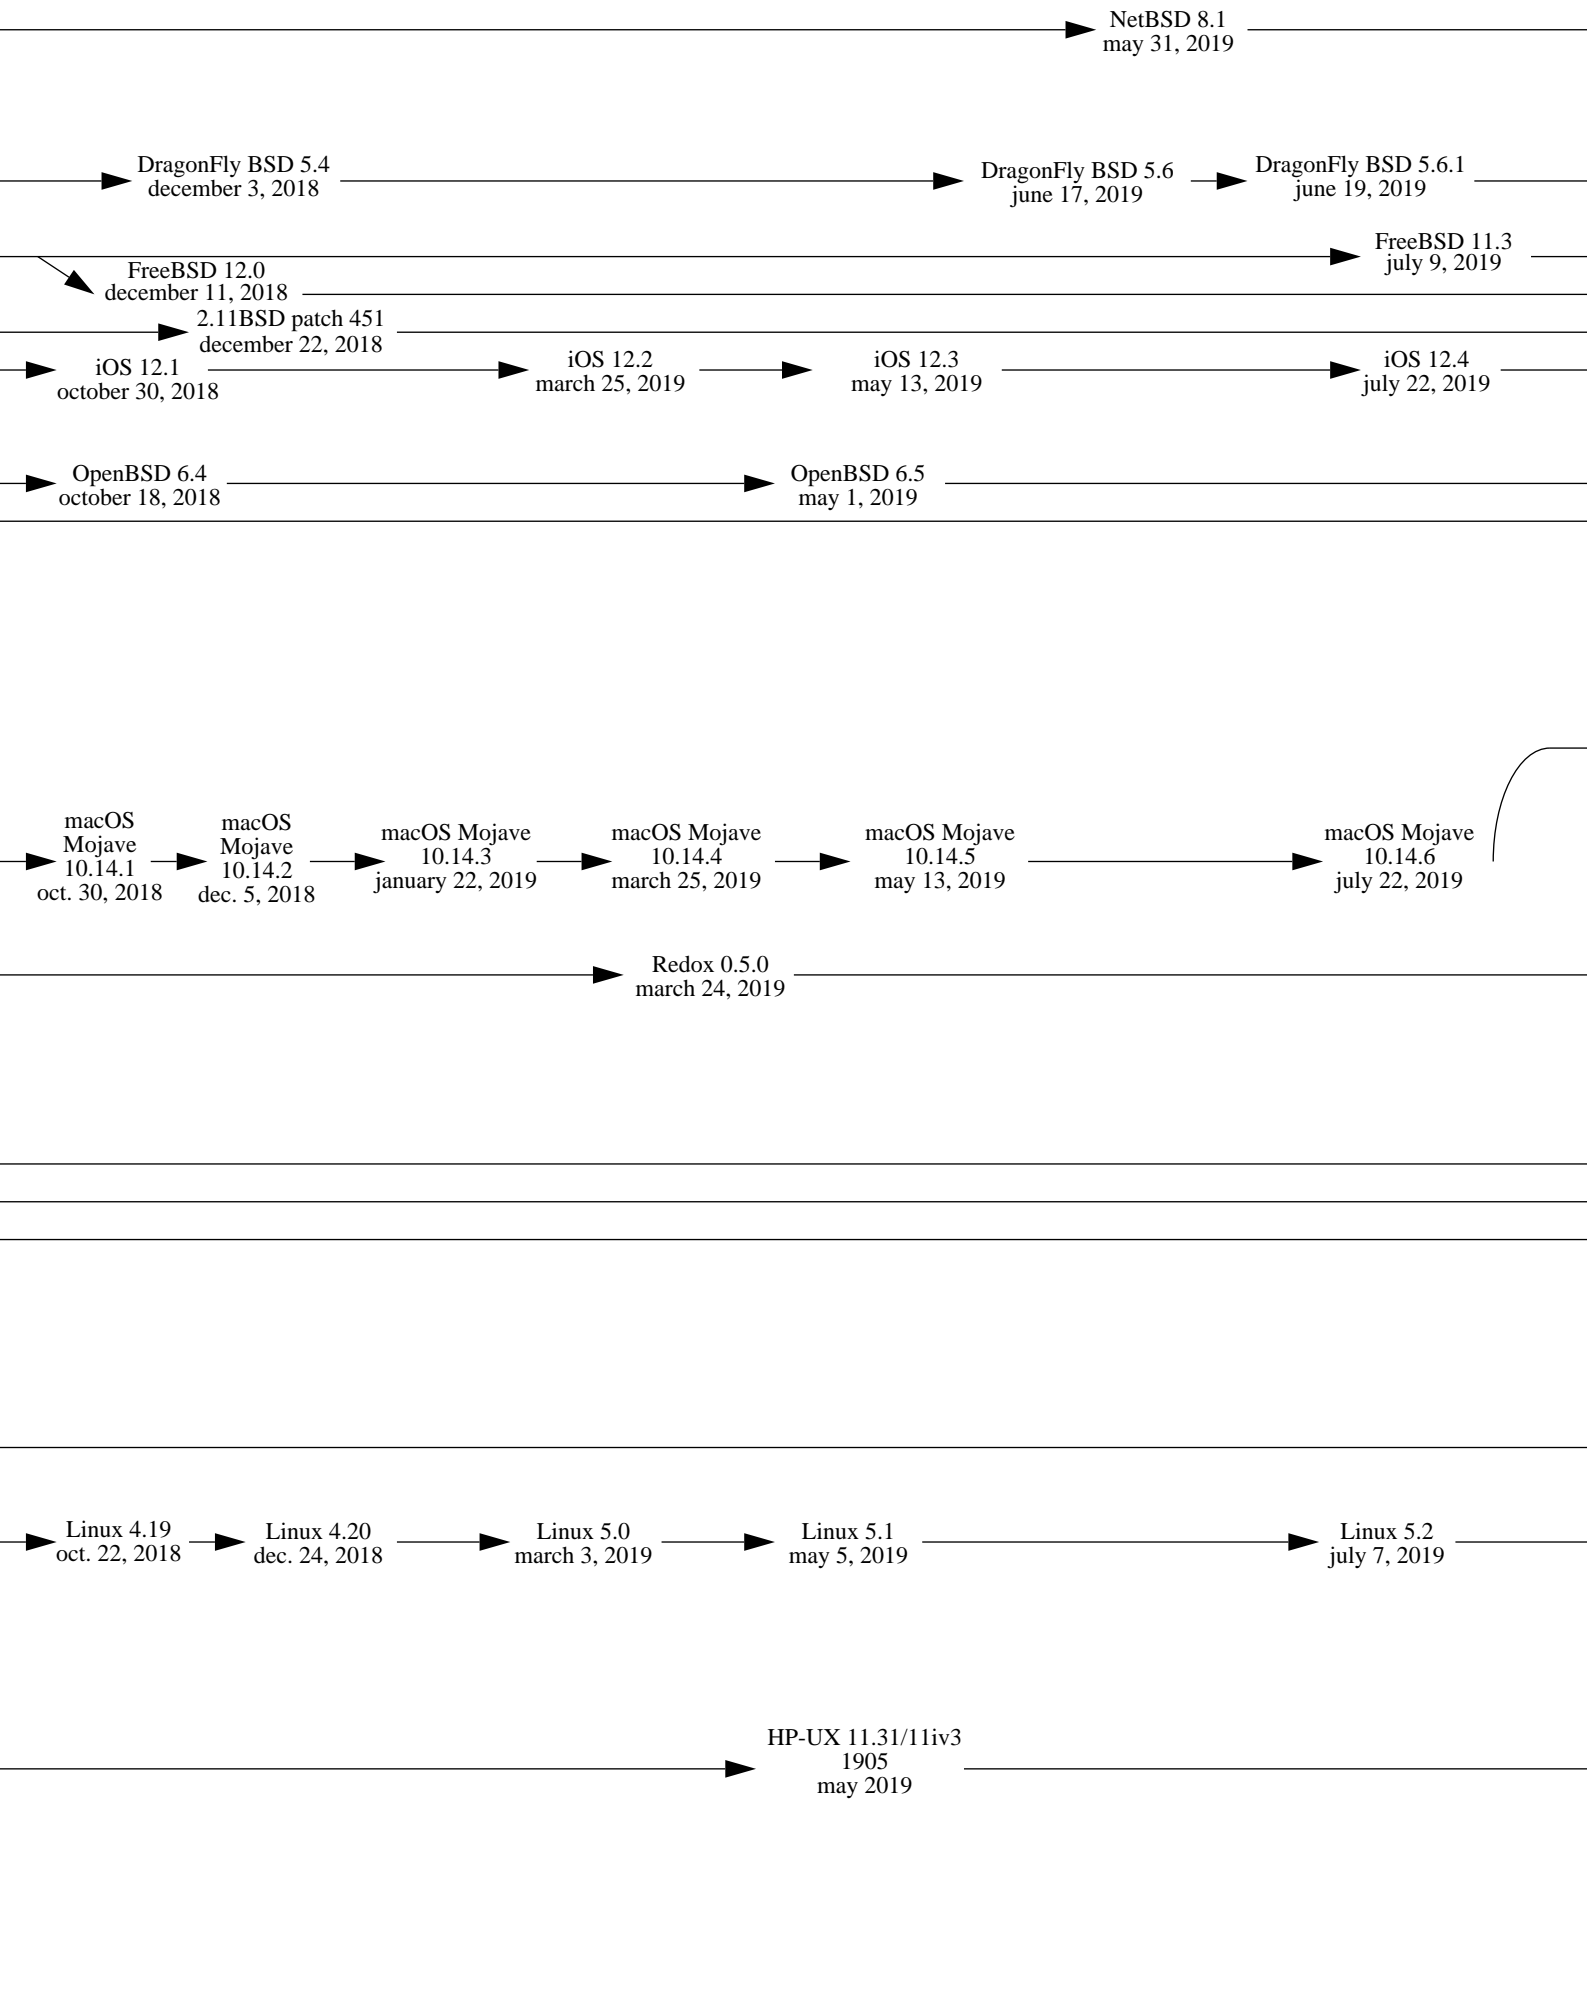 NetBSD 8.1
may 31, 2019
DragonFly BSD 5.4
december 3, 2018
DragonFly BSD 5.6
june 17, 2019
DragonFly BSD 5.6.1
june 19, 2019
FreeBSD 11.3
july 9, 2019
FreeBSD 12.0
december 11, 2018
2.11BSD patch 451
december 22, 2018
iOS 12.1
october 30, 2018
iOS 12.2
march 25, 2019
iOS 12.3
may 13, 2019
iOS 12.4
july 22, 2019
OpenBSD 6.4
october 18, 2018
OpenBSD 6.5
may 1, 2019
macOS
Mojave
10.14.1
oct. 30, 2018
macOS
Mojave
10.14.2
dec. 5, 2018
macOS Mojave
10.14.3
january 22, 2019
macOS Mojave
10.14.4
march 25, 2019
macOS Mojave
10.14.5
may 13, 2019
macOS Mojave
10.14.6
july 22, 2019
Redox 0.5.0
march 24, 2019
Linux 4.19
oct. 22, 2018
Linux 4.20
dec. 24, 2018
Linux 5.0
march 3, 2019
Linux 5.1
may 5, 2019
Linux 5.2
july 7, 2019
HP-UX 11.31/11iv3
1905
may 2019